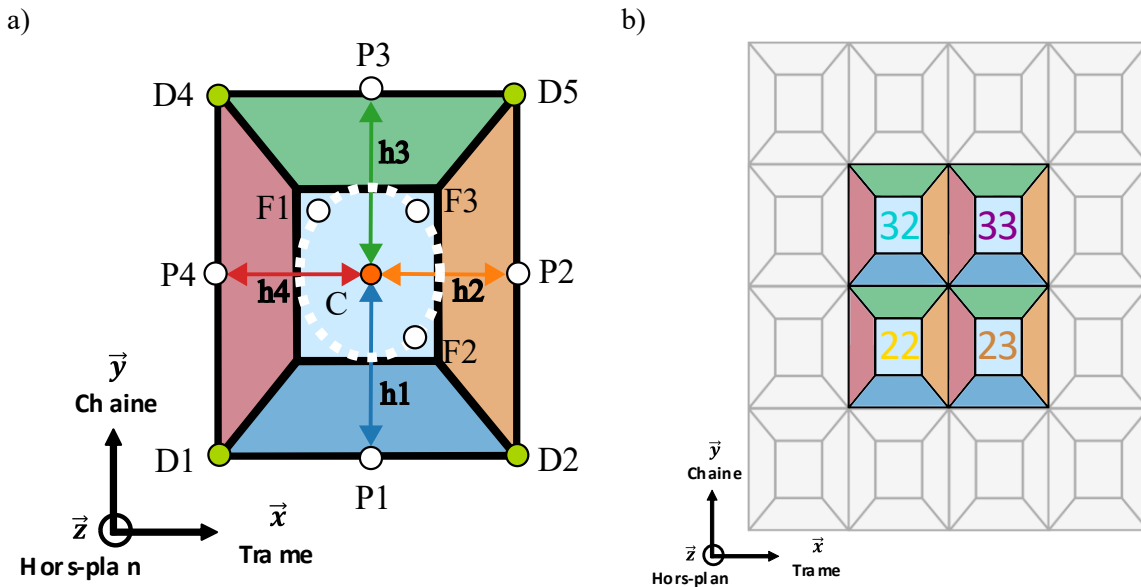 a)
P3
D4
D5
h3
F1
F3
P4
P2
h4
C
h2
F2
h1
y⃗
Chaine
D1
D2
P1
z⃗
x⃗
Hors-plan
Trame
b)
32
33
22
23
y⃗
Chaine
z⃗
x⃗
Hors-plan
Trame